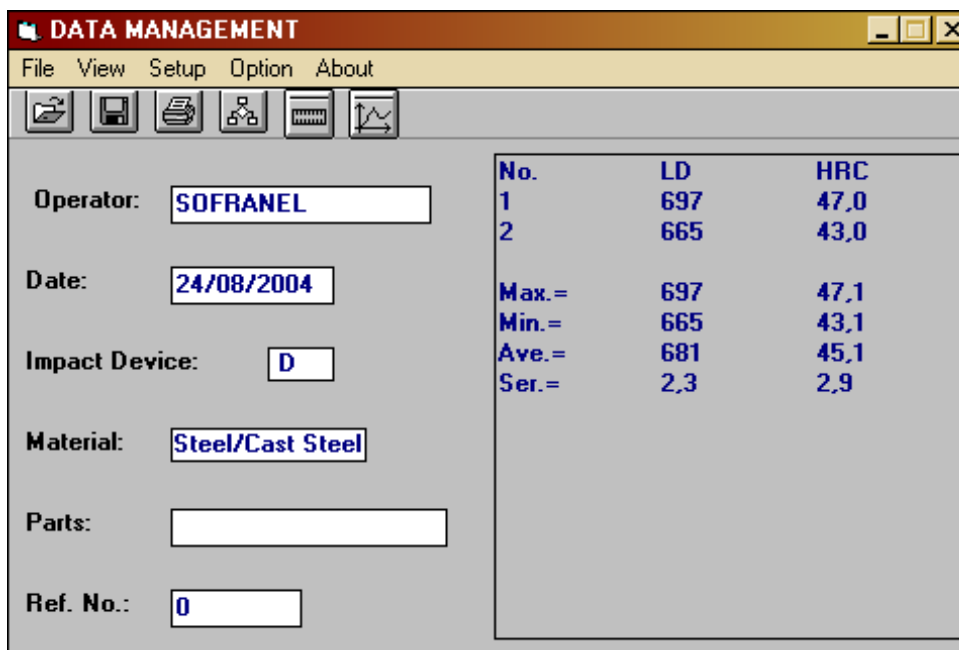 DATA MANAGEMENT
File View Setup Option About
Operator: SOFRANEL
Date: 24/08/2004
Impact Device: D
Material: Steel/Cast Steel
Parts:
Ref. No.: 0
No. LD HRC
1 697 47,0
2 665 43,0
Max.= 697 47,1
Min.= 665 43,1
Ave.= 681 45,1
Ser.= 2,3 2,9